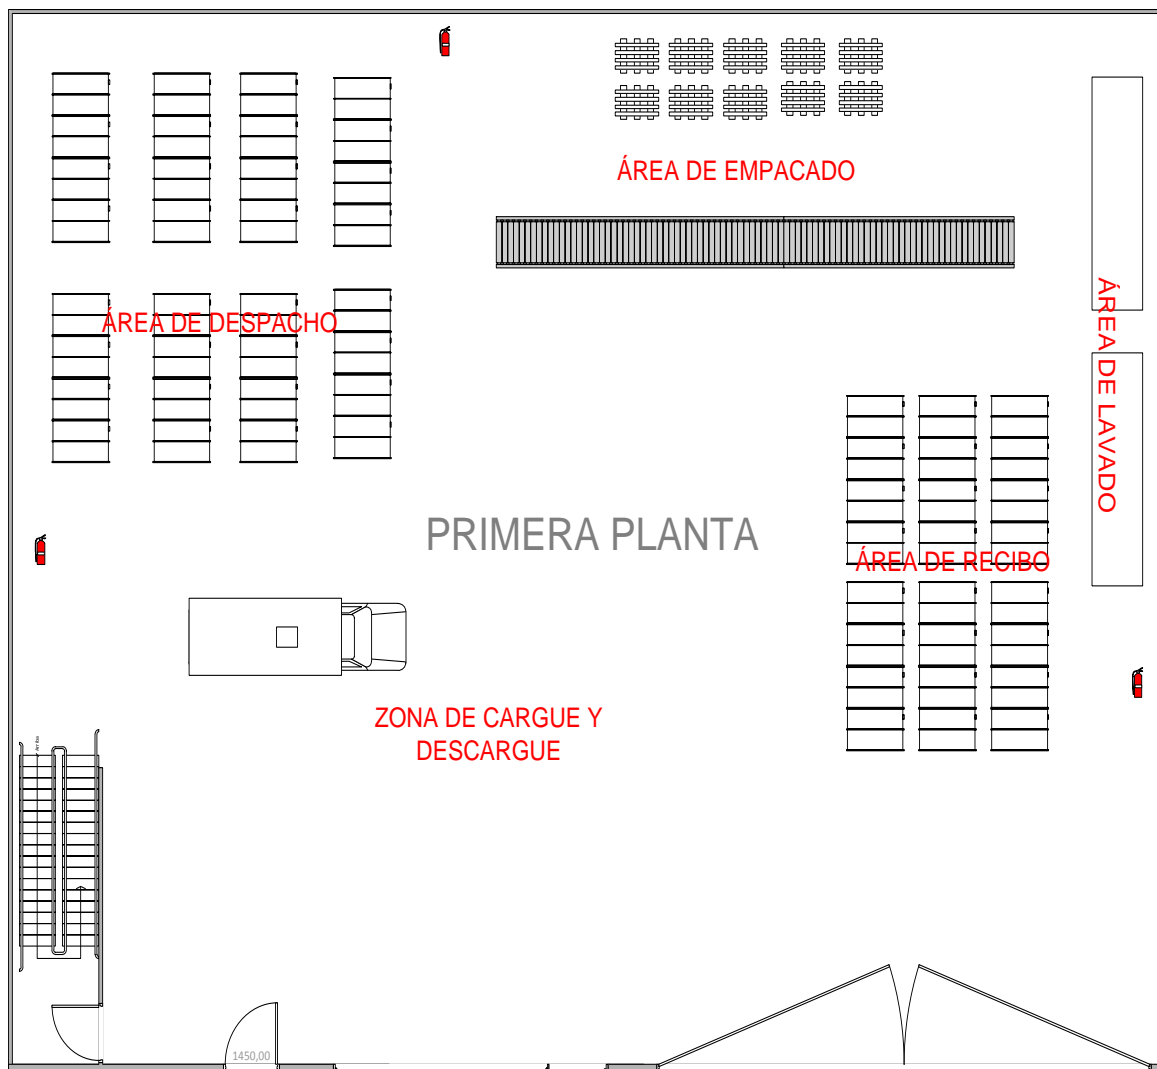 ÁREA DE EMPACADO
ÁREA DE DESPACHO
ÁREA DE LAVADO
PRIMERA PLANTA
ÁREA DE RECIBO
ZONA DE CARGUE Y
DESCARGUE
Arriba
1450,00